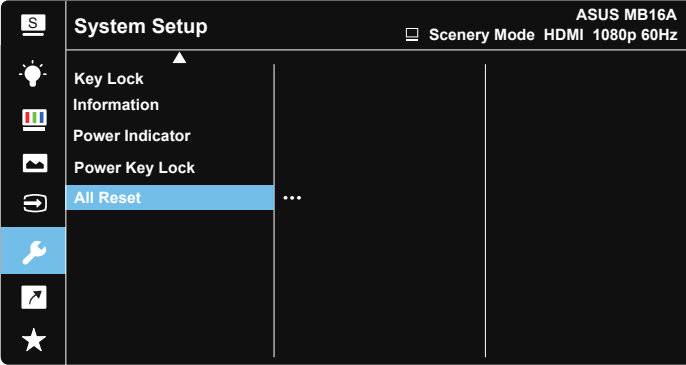 S
System Setup
ASUS MB16A
Scenery Mode HDMI 1080p 60Hz
Key Lock
Information
Power Indicator
Power Key Lock
All Reset